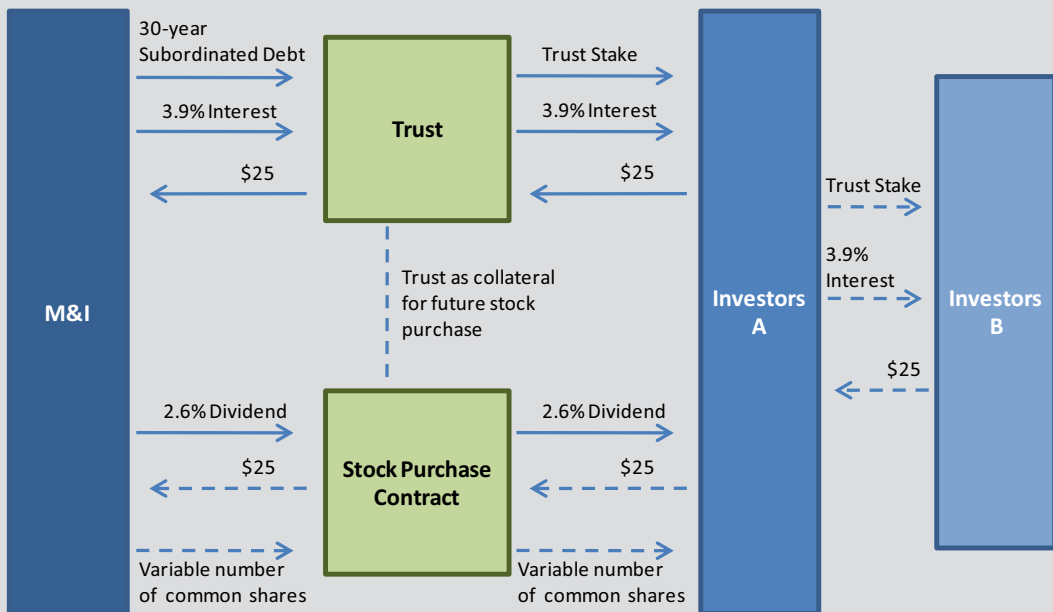 30-year
Subordinated Debt
3.9% Interest
$25
Trust
Trust Stake
3.9% Interest
$25
Trust Stake
3.9%
Interest
$25
M&I
Trust as collateral
for future stock
purchase
Investors
A
Investors
B
2.6% Dividend
$25
Variable number
of common shares
Stock Purchase
Contract
2.6% Dividend
$25
Variable number
of common shares